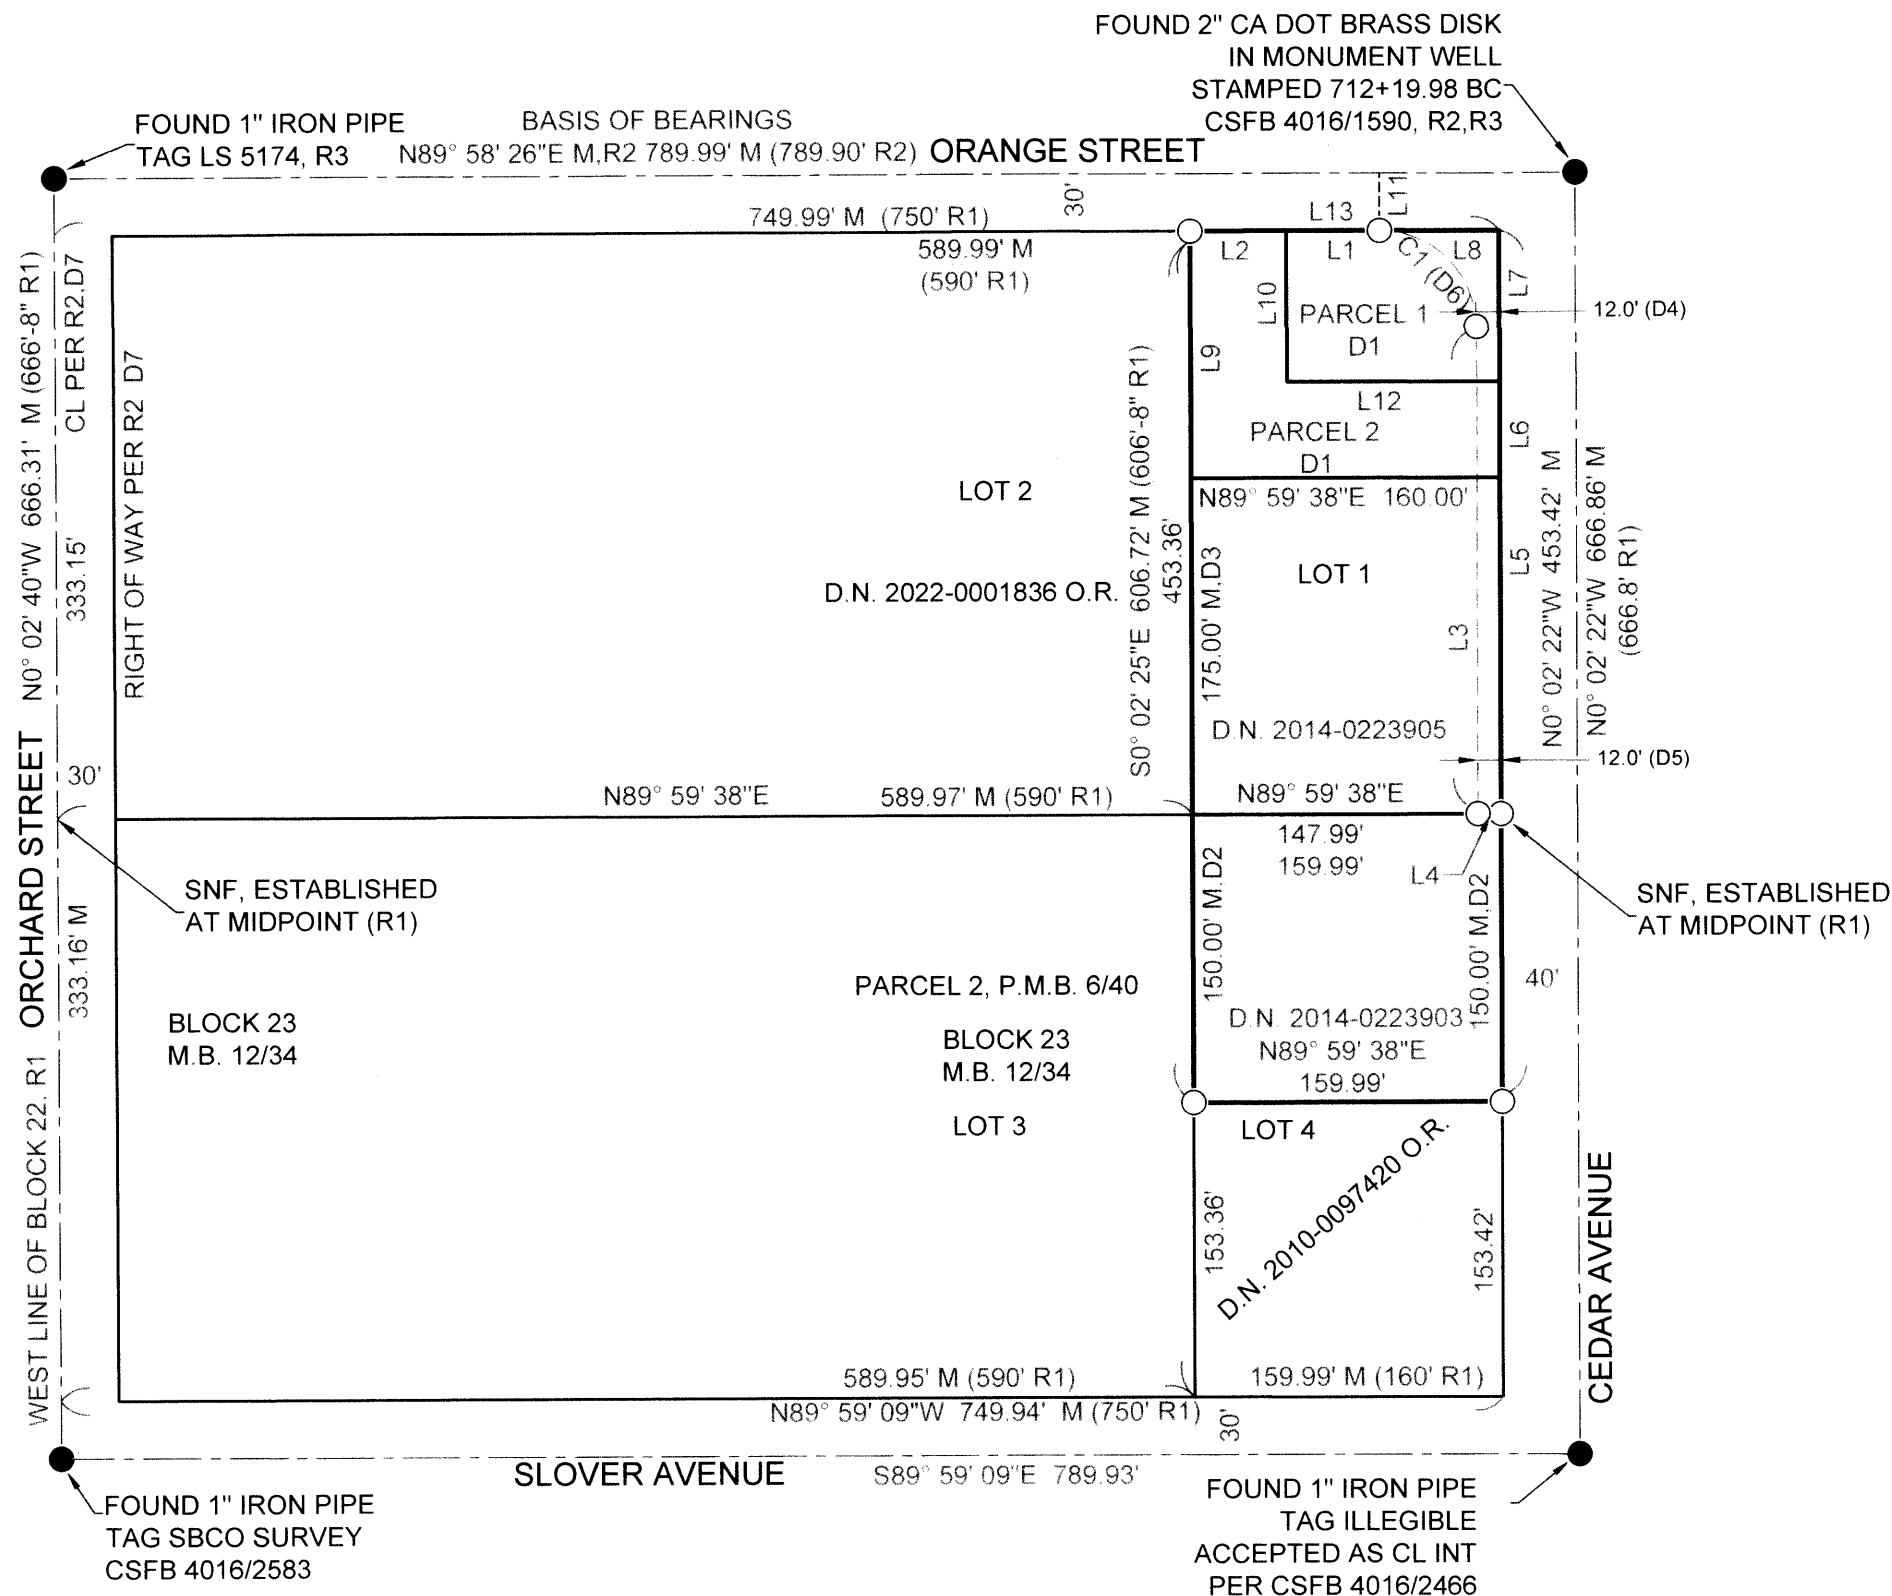 FOUND 2" CA DOT BRASS DISK
IN MONUMENT WELL
STAMPED 712+19.98 BC
CSFB 4016/1590, R2,R3
FOUND 1" IRON PIPE
TAG LS 5174, R3
BASIS OF BEARINGS
N89° 58' 26"E M,R2 789.99' M (789.90' R2)
ORANGE STREET
30'
L11
749.99' M (750' R1)
L13
589.99' M
(590' R1)
L2
L1
L8
C1 (D6)
L7
L10
PARCEL 1
D1
12.0' (D4)
L9
L12
L6
PARCEL 2
D1
N89° 59' 38"E 160.00'
LOT 2
LOT 1
L5
L3
D.N. 2022-0001836 O.R.
S0° 02' 25"E 606.72' M (606'-8" R1)
453.36'
175.00' M,D3
N0° 02' 22"W 453.42' M
N0° 02' 22"W 666.86' M
(666.8' R1)
D.N. 2014-0223905
12.0' (D5)
N0° 02' 40"W 666.31' M (666'-8" R1)
CL PER R2,D7
RIGHT OF WAY PER R2 D7
333.15'
30'
ORCHARD STREET
N89° 59' 38"E
589.97' M (590' R1)
N89° 59' 38"E
147.99'
159.99'
L4
SNF, ESTABLISHED
AT MIDPOINT (R1)
SNF, ESTABLISHED
AT MIDPOINT (R1)
333.16' M
150.00' M.D2
150.00' M.D2
40'
PARCEL 2, P.M.B. 6/40
BLOCK 23
M.B. 12/34
BLOCK 23
M.B. 12/34
D.N. 2014-0223903
N89° 59' 38"E
159.99'
LOT 3
LOT 4
WEST LINE OF BLOCK 22, R1
D.N. 2010-0097420 O.R.
153.36'
153.42'
CEDAR AVENUE
589.95' M (590' R1)
159.99' M (160' R1)
N89° 59' 09"W 749.94' M (750' R1)
30'
SLOVER AVENUE
S89° 59' 09"E 789.93'
FOUND 1" IRON PIPE
TAG SBCO SURVEY
CSFB 4016/2583
FOUND 1" IRON PIPE
TAG ILLEGIBLE
ACCEPTED AS CL INT
PER CSFB 4016/2466